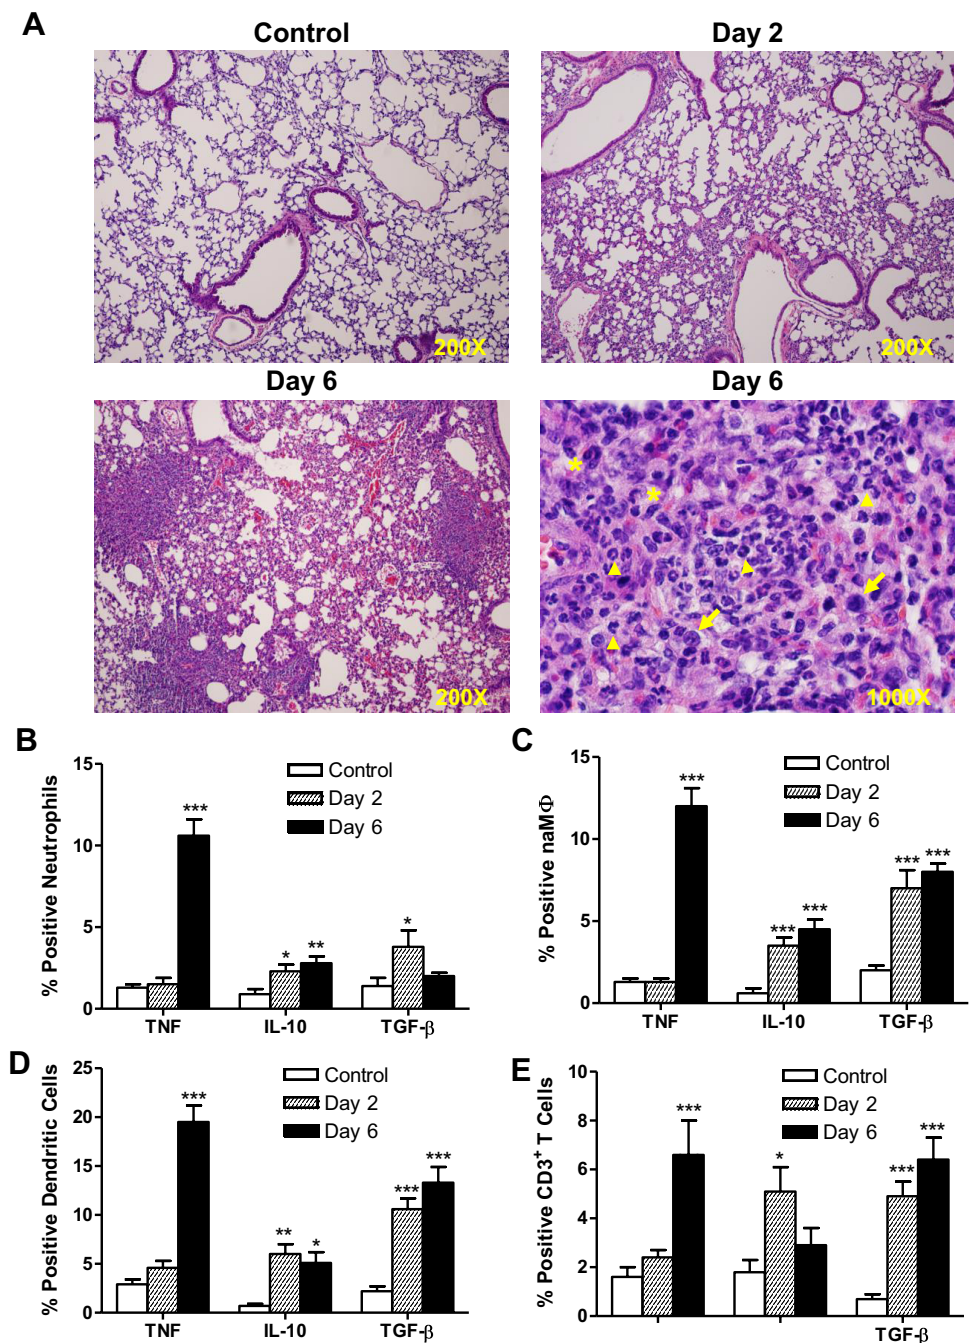 A
Control
Day 2
200X
200X
Day 6
Day 6
*
*
200X
1000X
B
% Positive Neutrophils
15
10
5
0
Control
Day 2
Day 6
***
*
**
*
TNF
IL-10
TGF-β
C
% Positive naMΦ
15
10
5
0
Control
Day 2
Day 6
***
***
***
***
***
TNF
IL-10
TGF-β
D
% Positive Dendritic Cells
25
20
15
10
5
0
Control
Day 2
Day 6
***
**
*
***
***
TNF
IL-10
TGF-β
E
% Positive CD3⁺ T Cells
10
8
6
4
2
0
Control
Day 2
Day 6
***
*
***
***
TGF-β